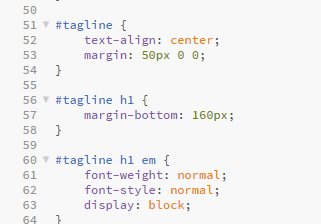 50
51 #tagline {
52 text-align: center;
53 margin: 50px 0 0;
54 }
55
56 #tagline h1 {
57 margin-bottom: 160px;
58 }
59
60 #tagline h1 em {
61 font-weight: normal;
62 font-style: normal;
63 display: block;
64 }